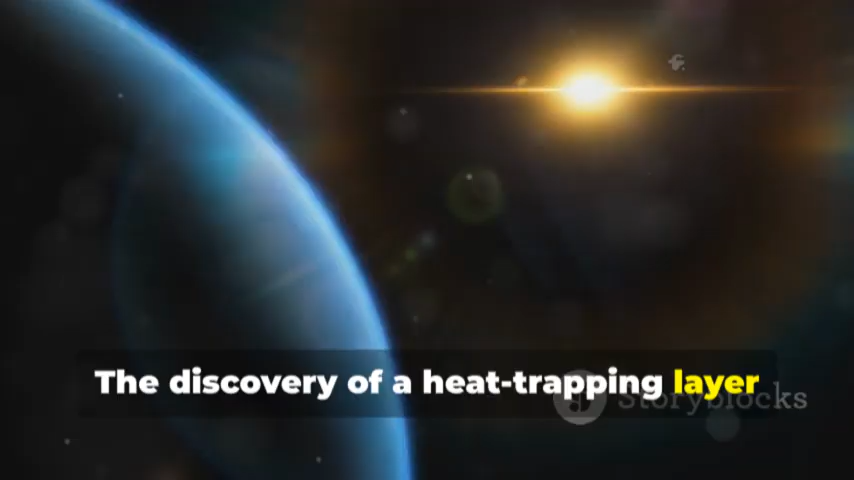 The discovery of a heat-trapping layer
Storyblocks